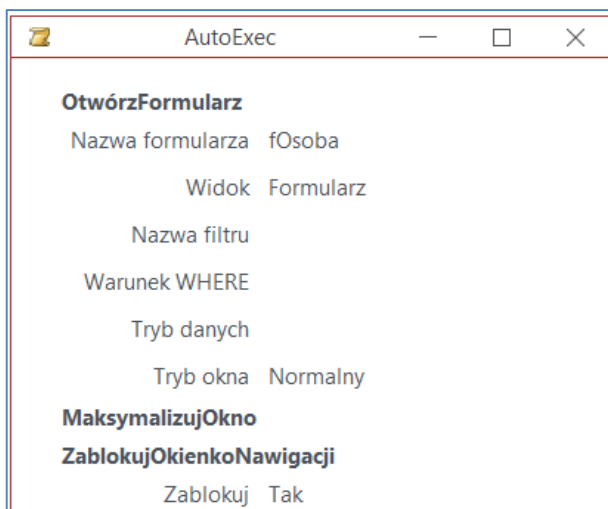 AutoExec
OtwórzFormularz
Nazwa formularza fOsoba
Widok Formularz
Nazwa filtru
Warunek WHERE
Tryb danych
Tryb okna Normalny
MaksymalizujOkno
ZablokujOkienkoNawigacji
Zablokuj Tak